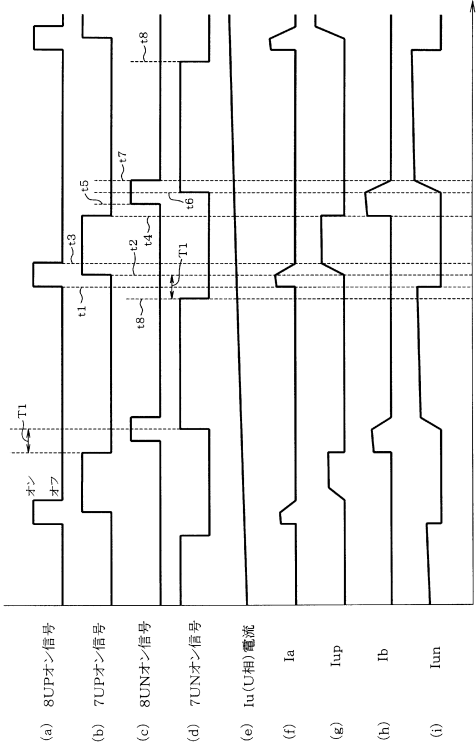 (a) 8UPオン信号
オン
オフ
T1
t1
t3
(b) 7UPオン信号
t2
t4
t5
t7
(c) 8UNオン信号
t8
T1
t6
t8
(d) 7UNオン信号
(e) Iu(U相)電流
(f) Ia
(g) Iup
(h) Ib
(i) Iun